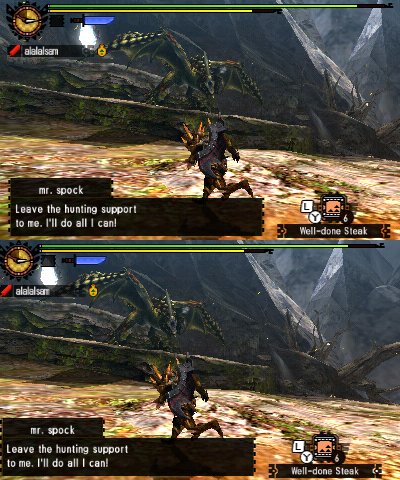 alalalsam
mr. spock
Leave the hunting support
to me. I'll do all I can!
L
Y
6
Well-done Steak
alalalsam
mr. spock
Leave the hunting support
to me. I'll do all I can!
L
Y
6
Well-done Steak